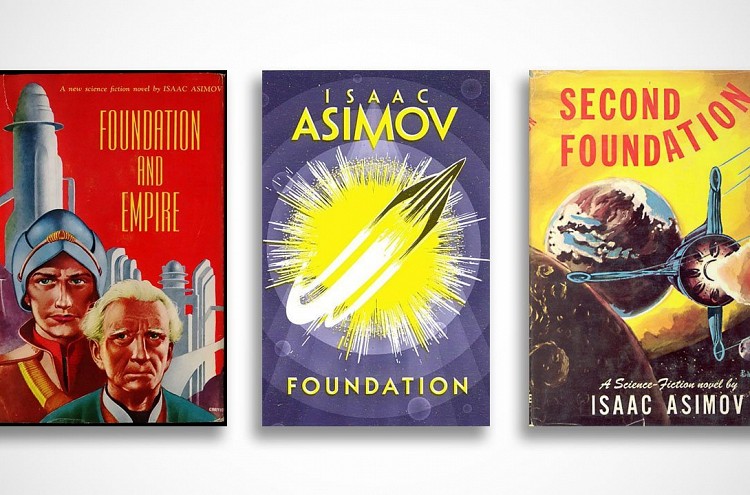 A new science fiction novel by ISAAC ASIMOV
FOUNDATION
AND
EMPIRE
ISAAC
ASIMOV
FOUNDATION
SECOND
FOUNDATION
A Science-Fiction novel by
ISAAC ASIMOV